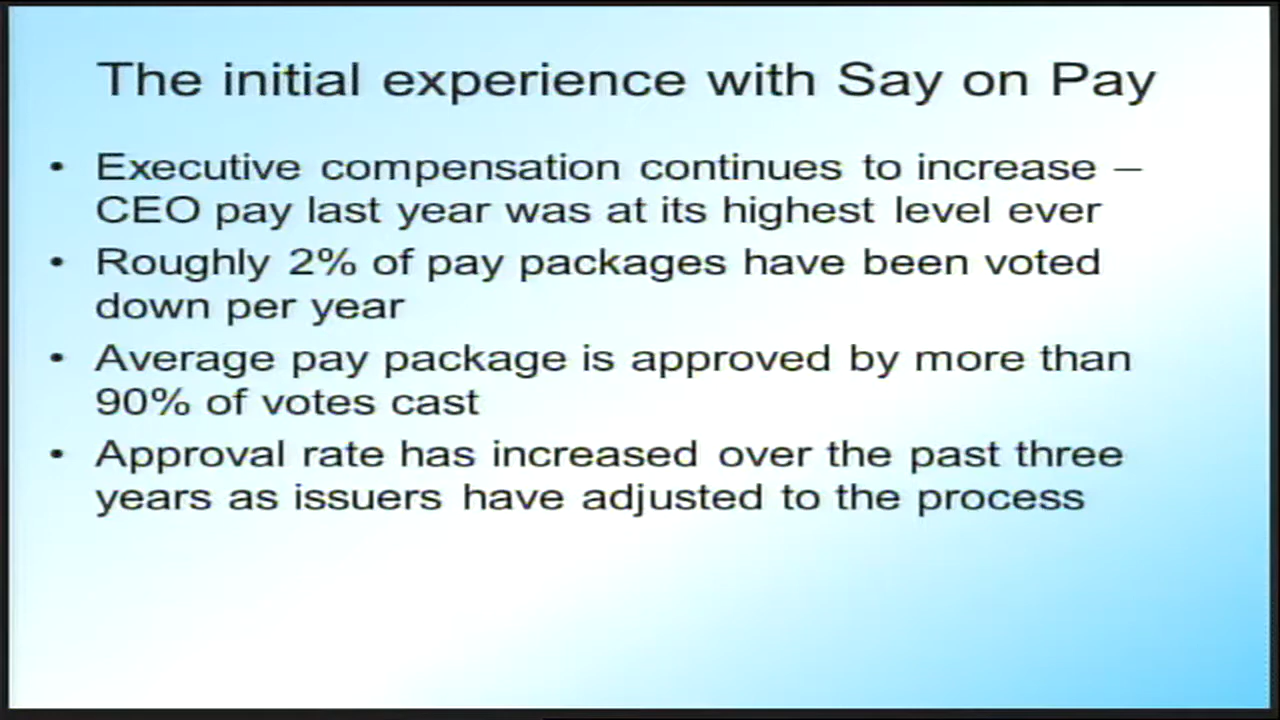 The initial experience with Say on Pay
• Executive compensation continues to increase –
CEO pay last year was at its highest level ever
• Roughly 2% of pay packages have been voted
down per year
• Average pay package is approved by more than
90% of votes cast
• Approval rate has increased over the past three
years as issuers have adjusted to the process